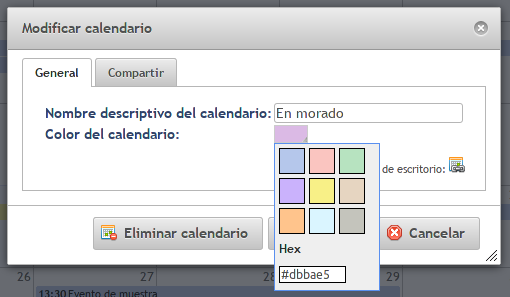 Modificar calendario
General
Compartir
Nombre descriptivo del calendario:
En morado
Color del calendario:
de escritorio:
Eliminar calendario
Cancelar
Hex
#dbbae5
26
27
28
29
13:30 Evento de muestra